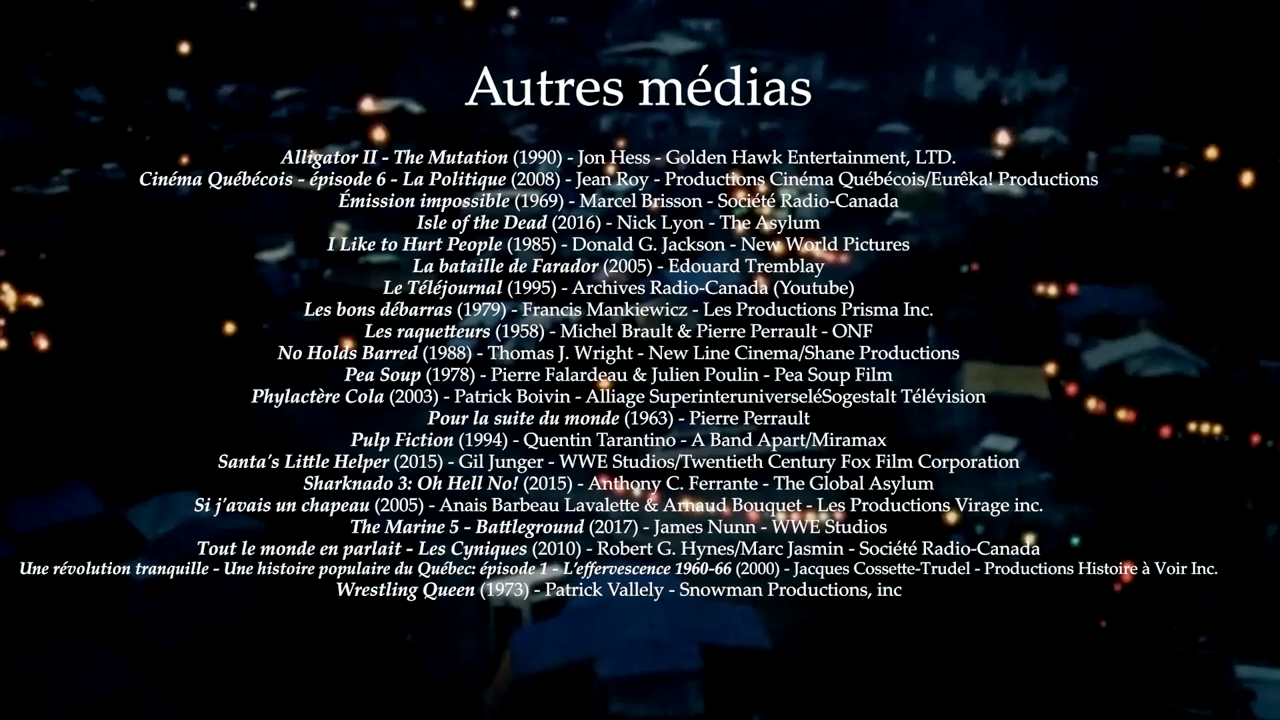 Autres médias
Alligator II - The Mutation (1990) - Jon Hess - Golden Hawk Entertainment, LTD.
Cinéma Québécois - épisode 6 - La Politique (2008) - Jean Roy - Productions Cinéma Québécois/Eurêka! Productions
Émission impossible (1969) - Marcel Brisson - Société Radio-Canada
Isle of the Dead (2016) - Nick Lyon - The Asylum
I Like to Hurt People (1985) - Donald G. Jackson - New World Pictures
La bataille de Farador (2005) - Edouard Tremblay
Le Téléjournal (1995) - Archives Radio-Canada (Youtube)
Les bons débarras (1979) - Francis Mankiewicz - Les Productions Prisma Inc.
Les raquetteurs (1958) - Michel Brault & Pierre Perrault - ONF
No Holds Barred (1988) - Thomas J. Wright - New Line Cinema/Shane Productions
Pea Soup (1978) - Pierre Falardeau & Julien Poulin - Pea Soup Film
Phylactère Cola (2003) - Patrick Boivin - Alliage SuperinteruniverseléSogestalt Télévision
Pour la suite du monde (1963) - Pierre Perrault
Pulp Fiction (1994) - Quentin Tarantino - A Band Apart/Miramax
Santa's Little Helper (2015) - Gil Junger - WWE Studios/Twentieth Century Fox Film Corporation
Sharknado 3: Oh Hell No! (2015) - Anthony C. Ferrante - The Global Asylum
Si j'avais un chapeau (2005) - Anaïs Barbeau Lavalette & Arnaud Bouquet - Les Productions Virage inc.
The Marine 5 - Battleground (2017) - James Nunn - WWE Studios
Tout le monde en parlait - Les Cyniques (2010) - Robert G. Hynes/Marc Jasmin - Société Radio-Canada
Une révolution tranquille - Une histoire populaire du Québec: épisode 1 - L'effervescence 1960-66 (2000) - Jacques Cossette-Trudel - Productions Histoire à Voir Inc.
Wrestling Queen (1973) - Patrick Vallely - Snowman Productions, inc